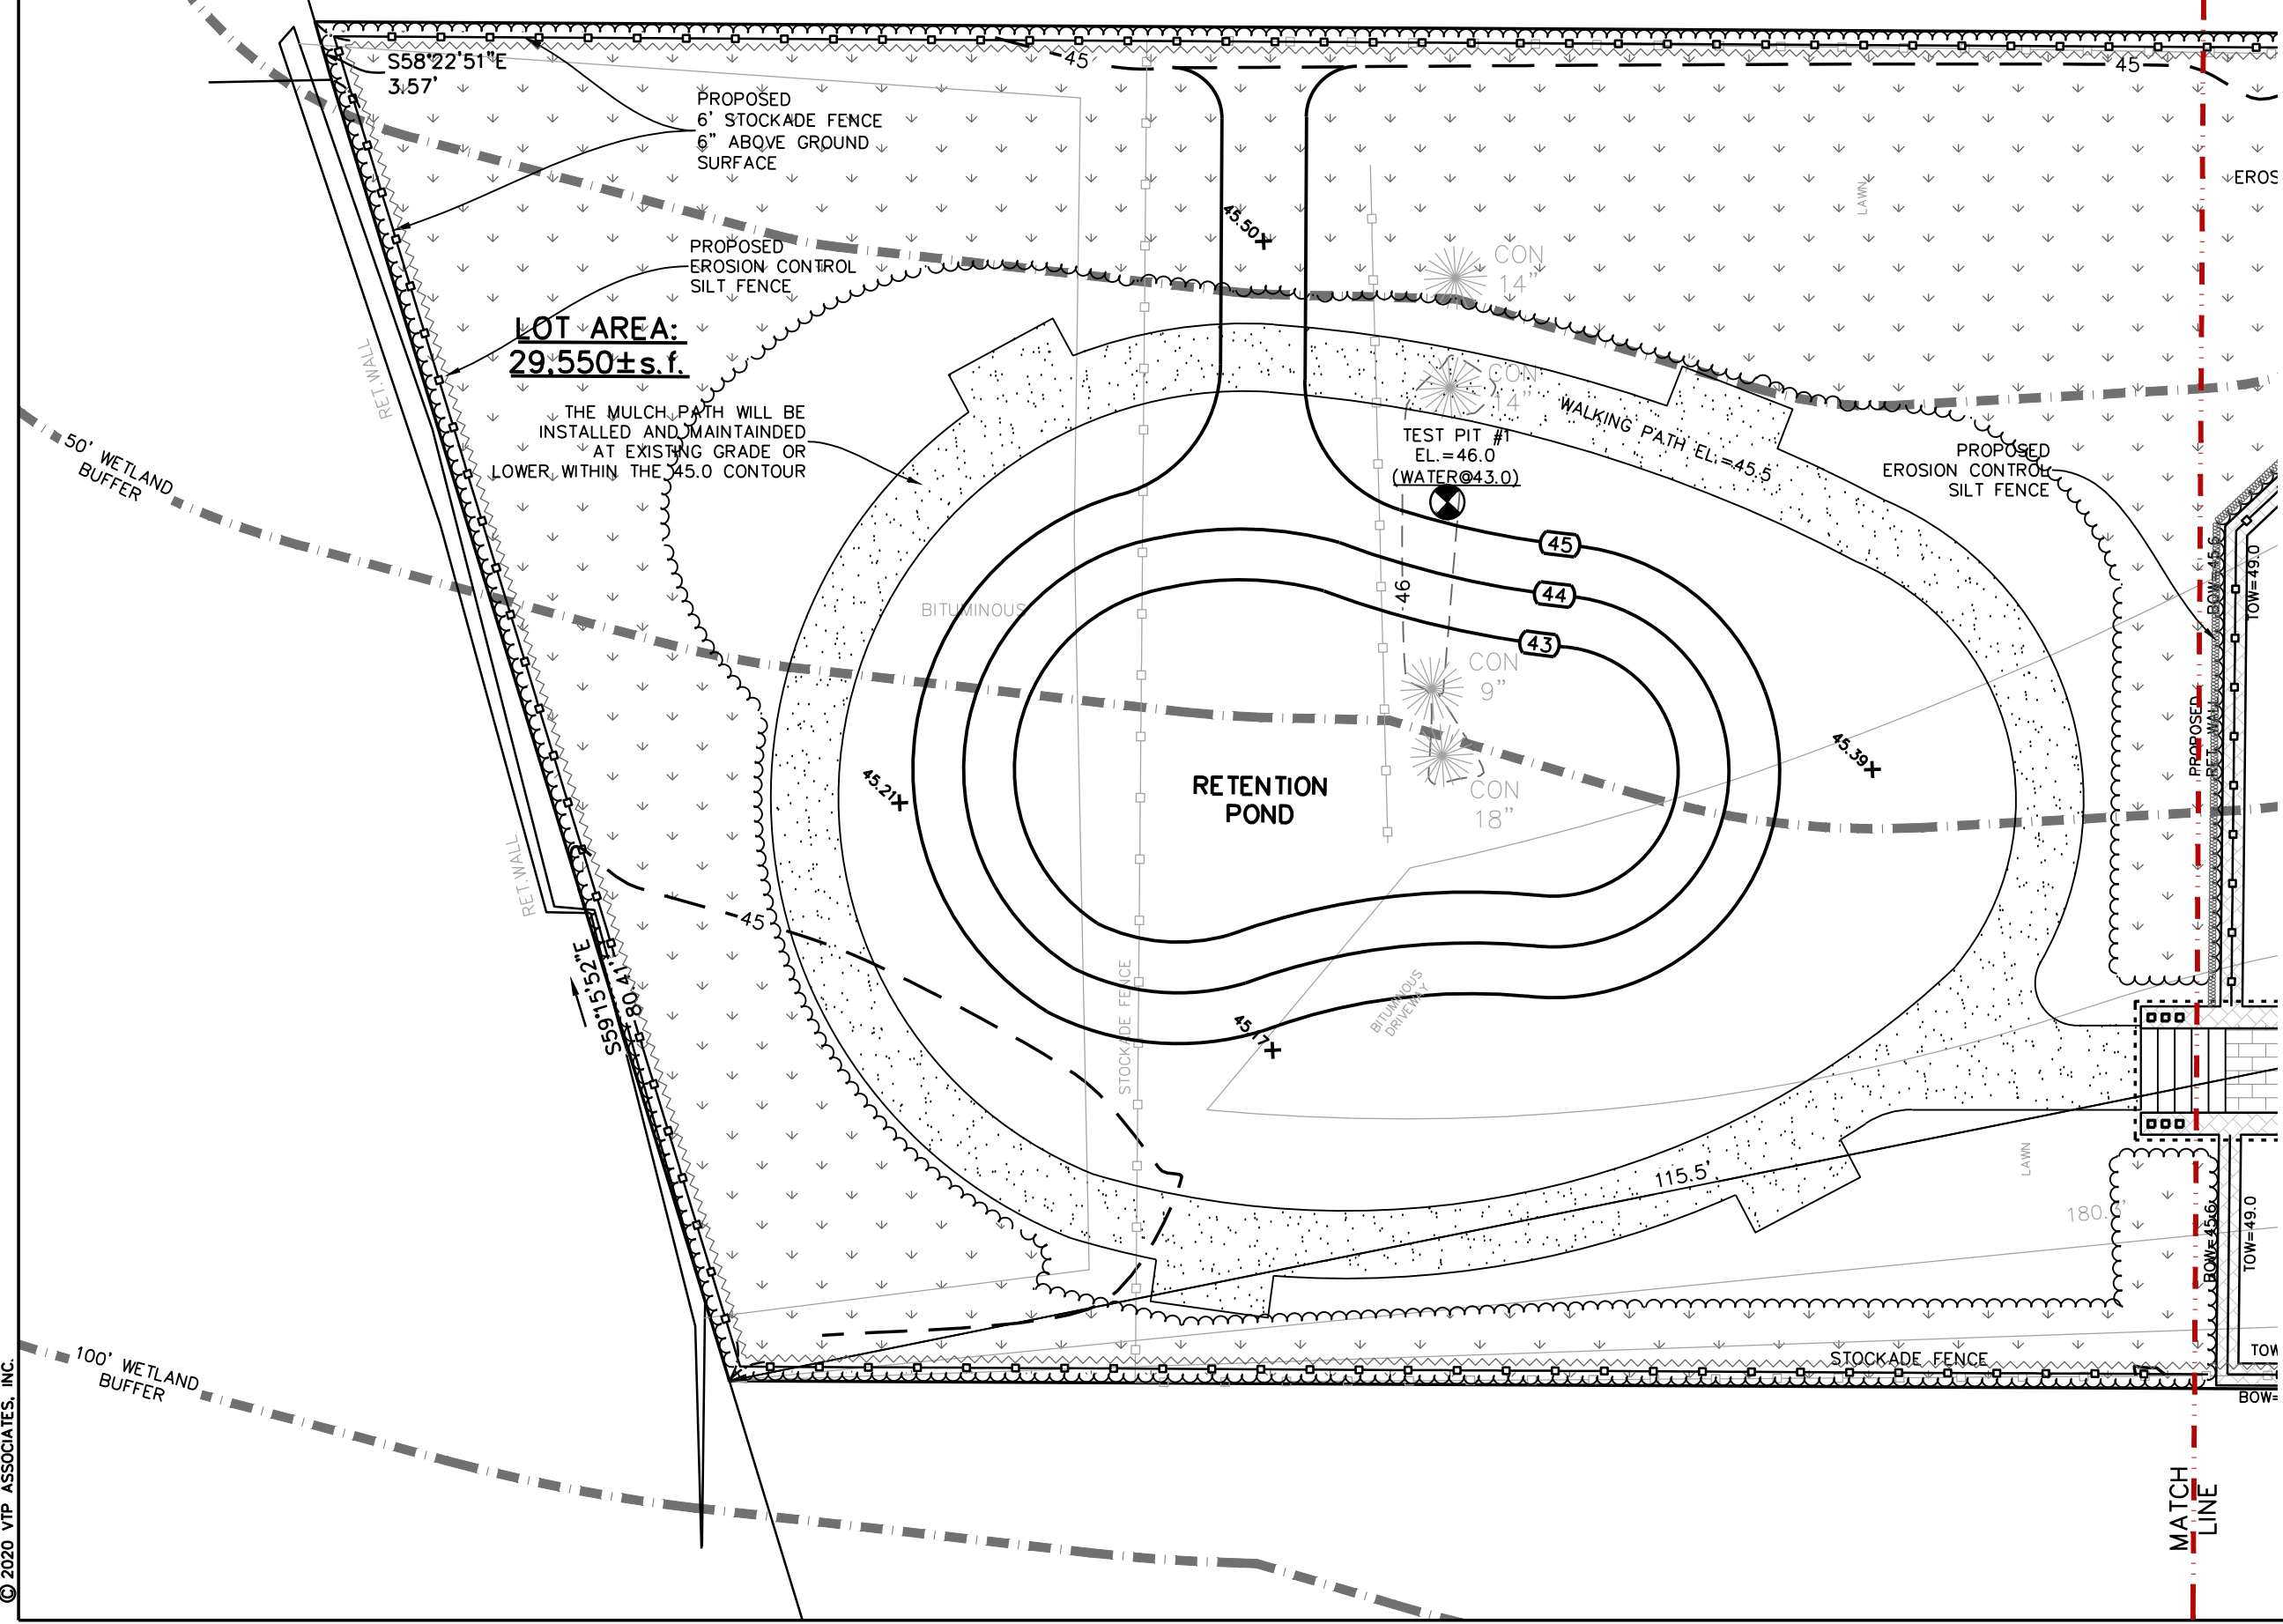 S58°22'51"E
3.57'
45
45
PROPOSED
6' STOCKADE FENCE
6" ABOVE GROUND
SURFACE
EROS
LAWN
45.50
PROPOSED
EROSION CONTROL
SILT FENCE
CON
14"
LOT AREA:
29,550±s.f.
RET.WALL
CON
14"
THE MULCH PATH WILL BE
INSTALLED AND MAINTAINDED
AT EXISTING GRADE OR
LOWER WITHIN THE 45.0 CONTOUR
WALKING PATH EL.=45.5
TEST PIT #1
EL.=46.0
(WATER@43.0)
50' WETLAND
BUFFER
PROPOSED
EROSION CONTROL
SILT FENCE
45
44
43
46
BITUMINOUS
BOW=45.6
TOW=49.0
CON
9"
PROPOSED
RET. WALL
45.21
RETENTION
POND
CON
18"
45.39
RET.WALL
45
S59°15'52"E
80.41'
STOCKADE FENCE
BITUMINOUS
DRIVEWAY
45.17
115.5'
LAWN
BOW=45.6
TOW=49.0
STOCKADE FENCE
TOW
BOW=
100' WETLAND
BUFFER
MATCH
LINE
© 2020 VTP ASSOCIATES, INC.